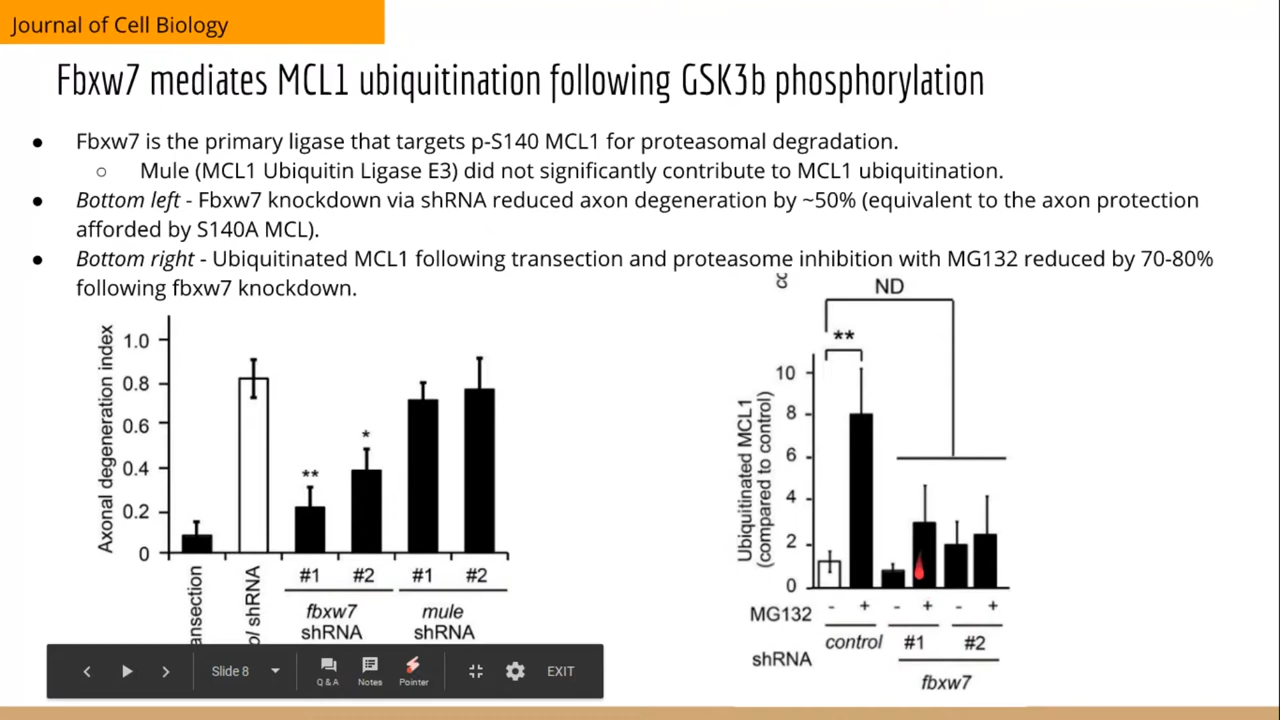 Journal of Cell Biology
Fbxw7 mediates MCL1 ubiquitination following GSK3b phosphorylation
● Fbxw7 is the primary ligase that targets p-S140 MCL1 for proteasomal degradation.
○ Mule (MCL1 Ubiquitin Ligase E3) did not significantly contribute to MCL1 ubiquitination.
● Bottom left - Fbxw7 knockdown via shRNA reduced axon degeneration by ~50% (equivalent to the axon protection
afforded by S140A MCL).
● Bottom right - Ubiquitinated MCL1 following transection and proteasome inhibition with MG132 reduced by 70-80%
following fbxw7 knockdown.
Axonal degeneration index
1.0
0.8
0.6
0.4
0.2
0
**
*
#1 #2 #1 #2
fbxw7 mule
shRNA shRNA
ansection
ol shRNA
ND
**
Ubiquitinated MCL1
(compared to control)
10
8
6
4
2
0
MG132 - + - + - +
control #1 #2
shRNA
fbxw7
Slide 8
Q & A Notes Pointer
EXIT